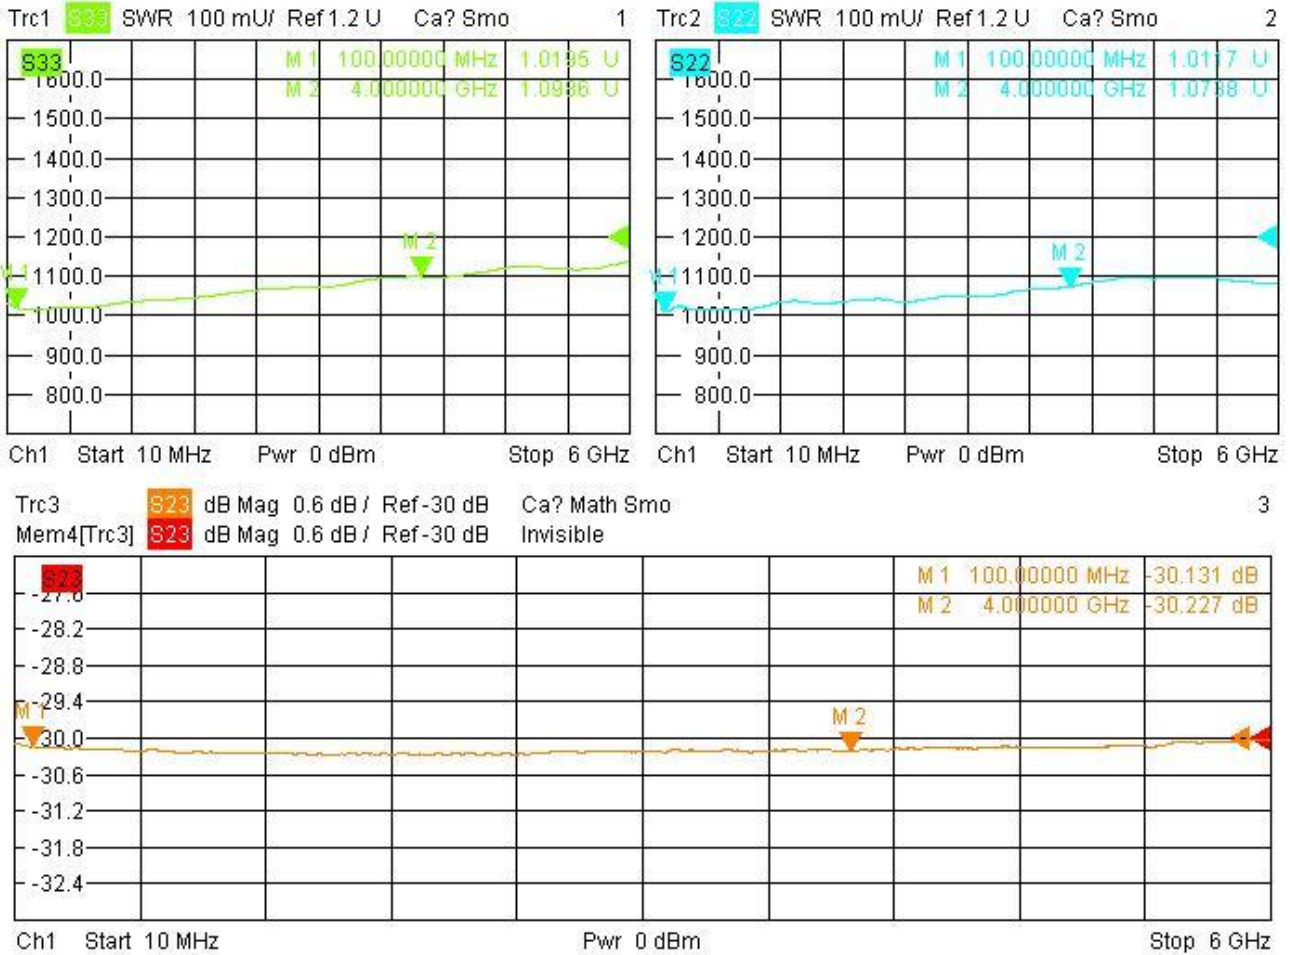 Trc1 S33 SWR 100 mU/ Ref 1.2 U Ca? Smo 1
S33
M 1 100.00000 MHz 1.0195 U
M 2 4.000000 GHz 1.0936 U
1600.0
1500.0
1400.0
1300.0
1200.0
M 2
M 1
1100.0
1000.0
900.0
800.0
Ch1 Start 10 MHz Pwr 0 dBm Stop 6 GHz
Trc2 S22 SWR 100 mU/ Ref 1.2 U Ca? Smo 2
S22
M 1 100.00000 MHz 1.0117 U
M 2 4.000000 GHz 1.0738 U
1600.0
1500.0
1400.0
1300.0
1200.0
M 2
M 1
1100.0
1000.0
900.0
800.0
Ch1 Start 10 MHz Pwr 0 dBm Stop 6 GHz
Trc3 S23 dB Mag 0.6 dB / Ref -30 dB Ca? Math Smo 3
Mem4[Trc3] S23 dB Mag 0.6 dB / Ref -30 dB Invisible
S23
M 1 100.00000 MHz -30.131 dB
M 2 4.000000 GHz -30.227 dB
-27.6
-28.2
-28.8
-29.4
M 1
M 2
-30.0
-30.6
-31.2
-31.8
-32.4
Ch1 Start 10 MHz Pwr 0 dBm Stop 6 GHz